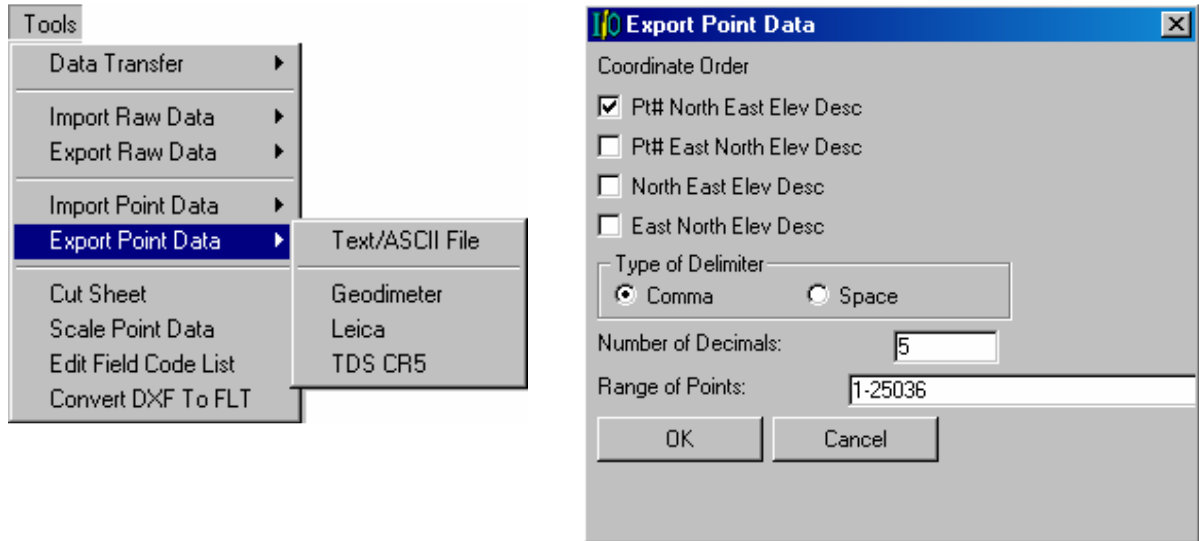 Tools
Data Transfer
Import Raw Data
Export Raw Data
Import Point Data
Export Point Data
Cut Sheet
Scale Point Data
Edit Field Code List
Convert DXF To FLT
Text/ASCII File
Geodimeter
Leica
TDS CR5
I/O Export Point Data
Coordinate Order
Pt# North East Elev Desc
Pt# East North Elev Desc
North East Elev Desc
East North Elev Desc
Type of Delimiter
Comma Space
Number of Decimals: 5
Range of Points: 1-25036
OK Cancel